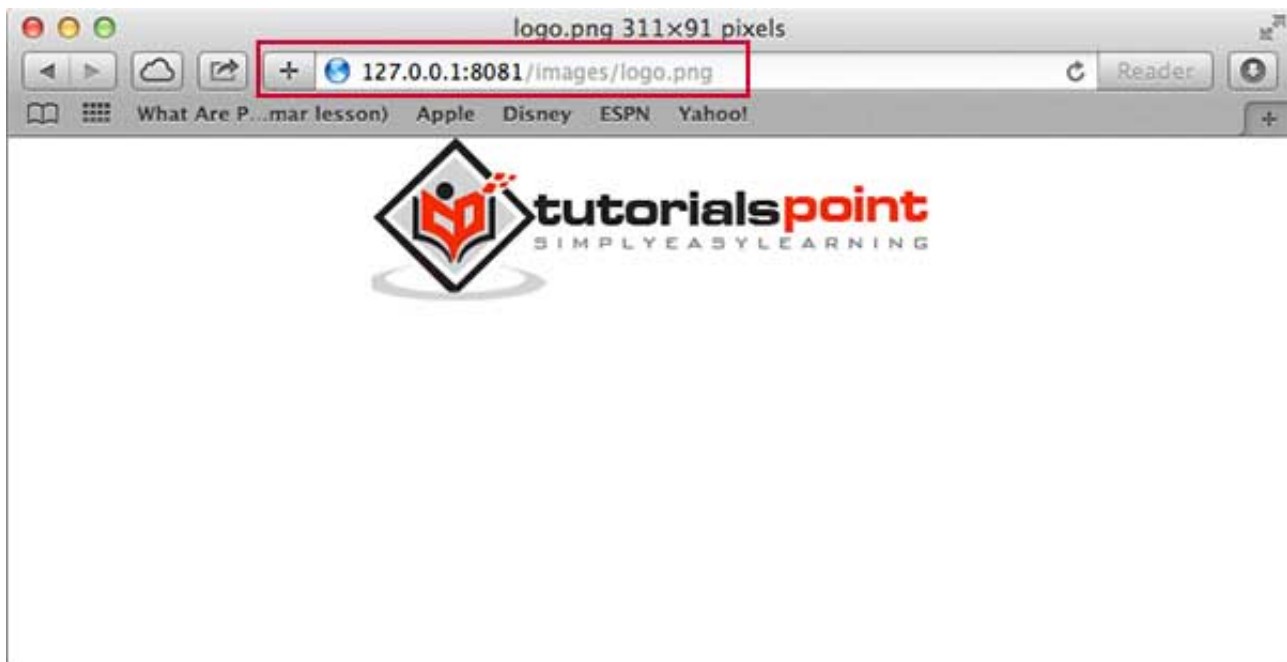 logo.png 311×91 pixels
127.0.0.1:8081/images/logo.png
Reader
What Are P...mar lesson) Apple Disney ESPN Yahoo!
tutorialspoint
SIMPLYEASYLEARNING